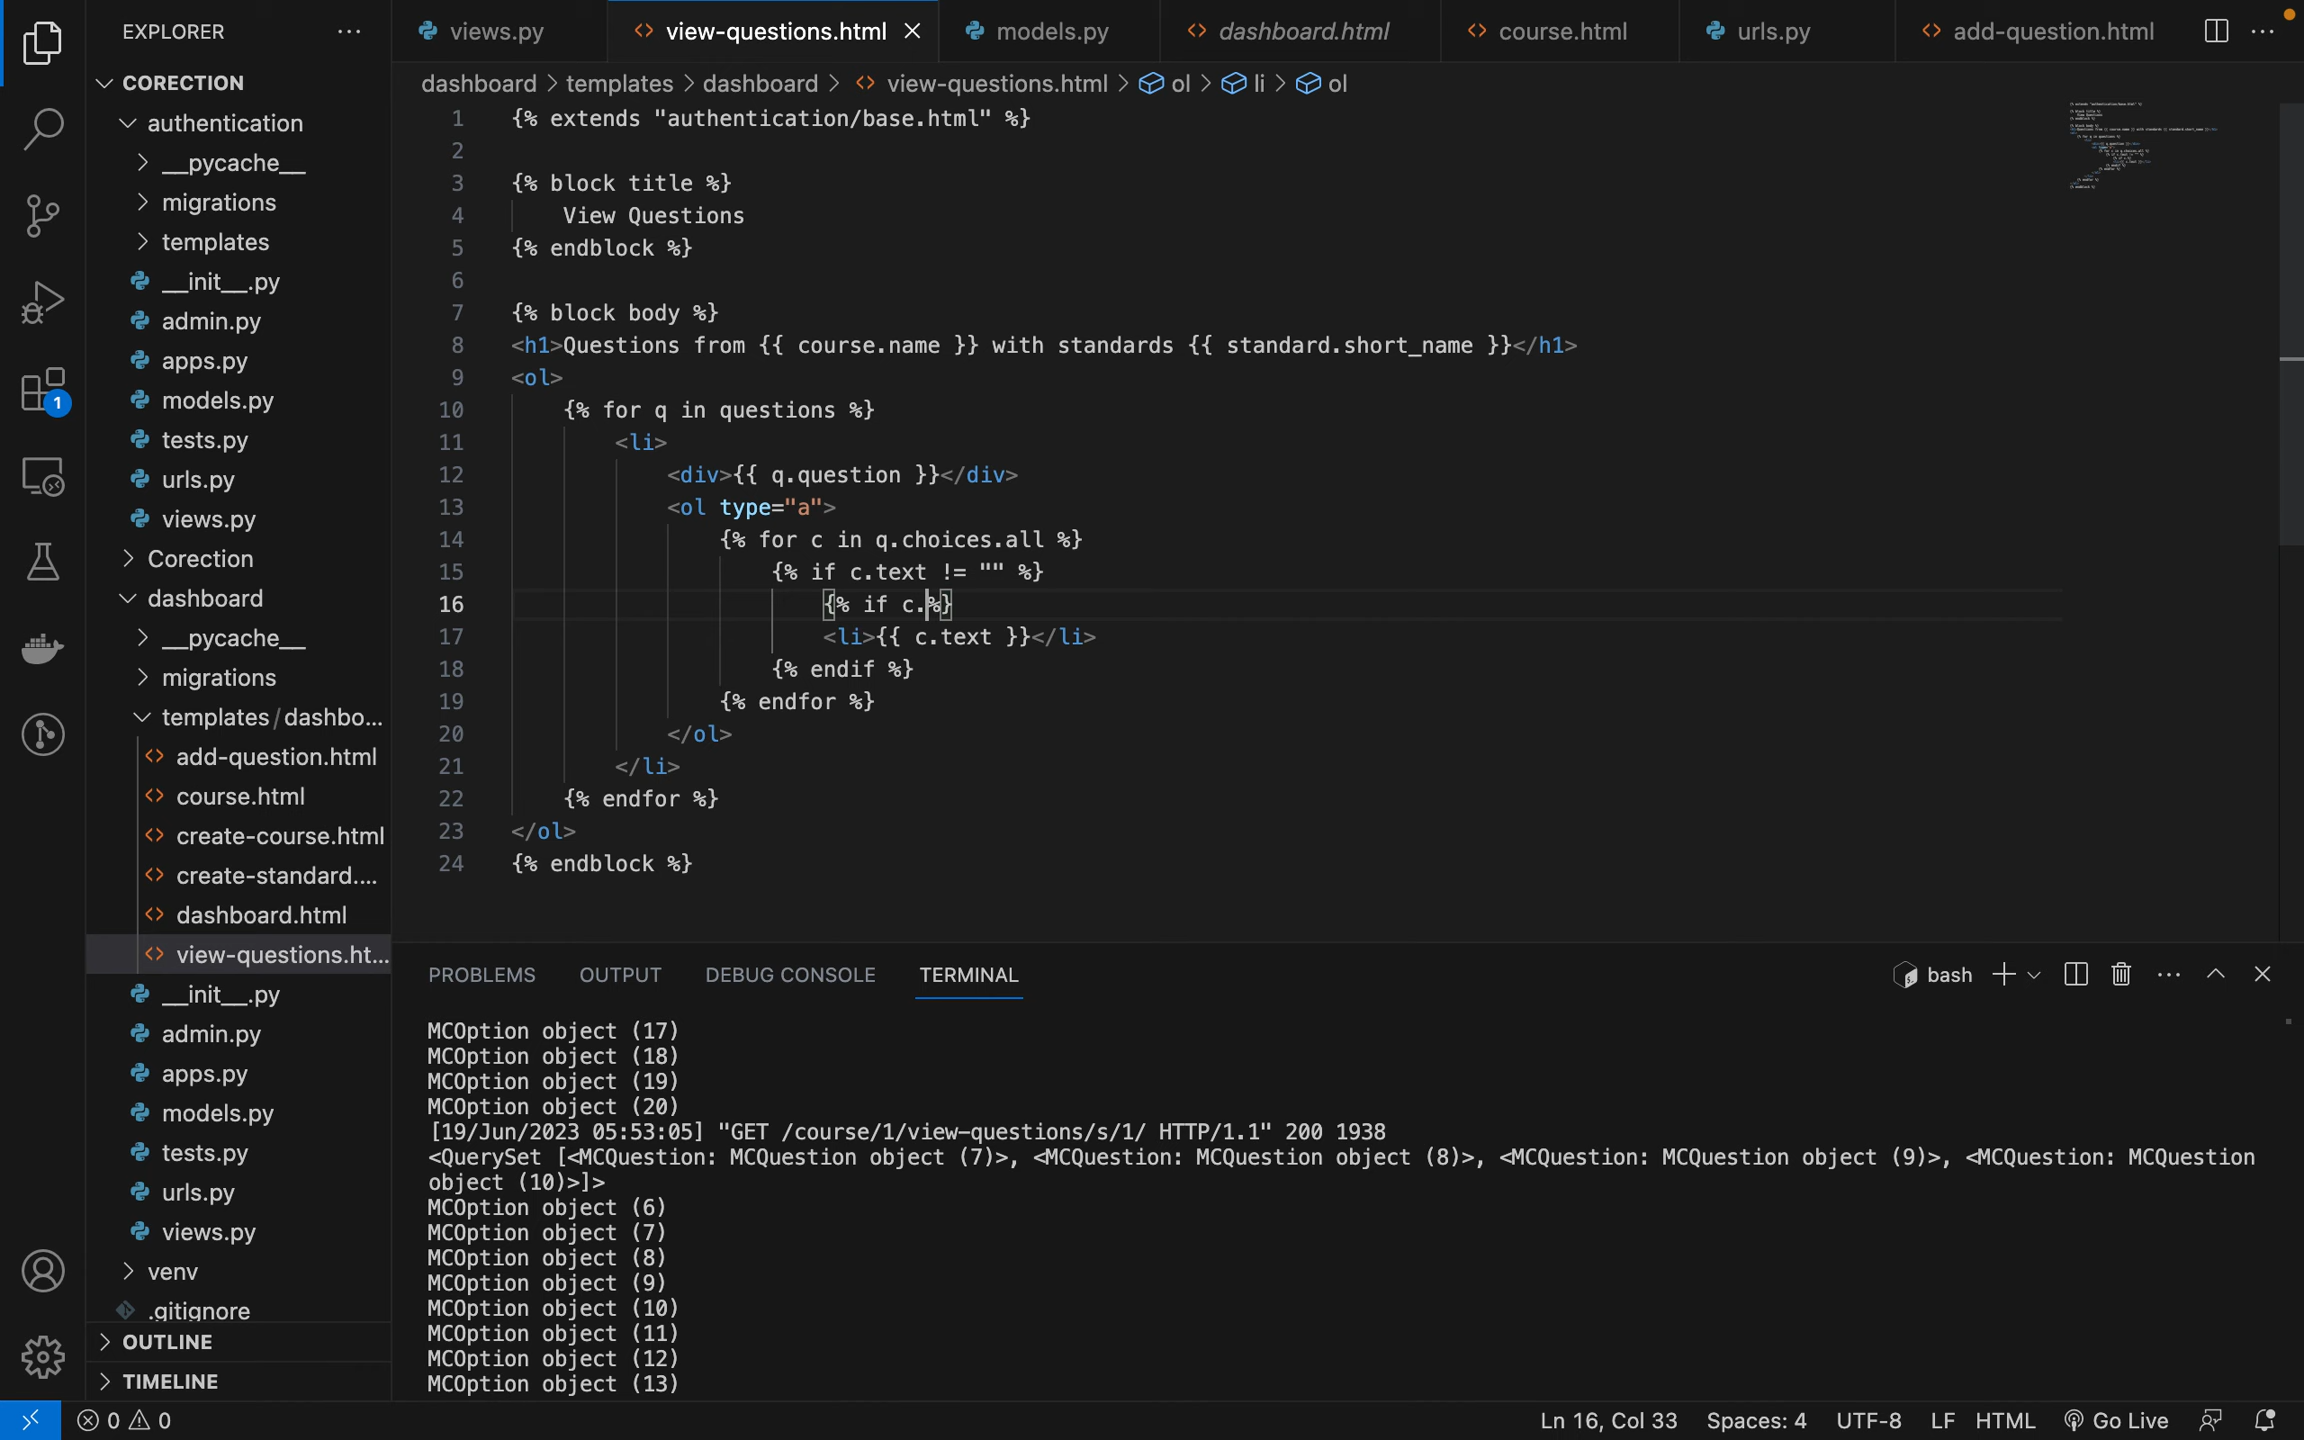 EXPLORER
CORECTION
authentication
__pycache__
migrations
templates
__init__.py
admin.py
apps.py
models.py
tests.py
urls.py
views.py
Corection
dashboard
__pycache__
migrations
templates/dashbo...
add-question.html
course.html
create-course.html
create-standard....
dashboard.html
view-questions.ht...
__init__.py
admin.py
apps.py
models.py
tests.py
urls.py
views.py
venv
.gitignore
OUTLINE
TIMELINE
1
views.py view-questions.html models.py dashboard.html course.html urls.py add-question.html
dashboard > templates > dashboard > view-questions.html > ol > li > ol
1 {% extends "authentication/base.html" %}
2
3 {% block title %}
4 View Questions
5 {% endblock %}
6
7 {% block body %}
8 <h1>Questions from {{ course.name }} with standards {{ standard.short_name }}</h1>
9 <ol>
10 {% for q in questions %}
11 <li>
12 <div>{{ q.question }}</div>
13 <ol type="a">
14 {% for c in q.choices.all %}
15 {% if c.text != "" %}
16 {% if c.%}
17 <li>{{ c.text }}</li>
18 {% endif %}
19 {% endfor %}
20 </ol>
21 </li>
22 {% endfor %}
23 </ol>
24 {% endblock %}
PROBLEMS OUTPUT DEBUG CONSOLE TERMINAL bash
MCOption object (17)
MCOption object (18)
MCOption object (19)
MCOption object (20)
[19/Jun/2023 05:53:05] "GET /course/1/view-questions/s/1/ HTTP/1.1" 200 1938
<QuerySet [<MCQuestion: MCQuestion object (7)>, <MCQuestion: MCQuestion object (8)>, <MCQuestion: MCQuestion object (9)>, <MCQuestion: MCQuestion
object (10)>]>
MCOption object (6)
MCOption object (7)
MCOption object (8)
MCOption object (9)
MCOption object (10)
MCOption object (11)
MCOption object (12)
MCOption object (13)
0 0 Ln 16, Col 33 Spaces: 4 UTF-8 LF HTML Go Live